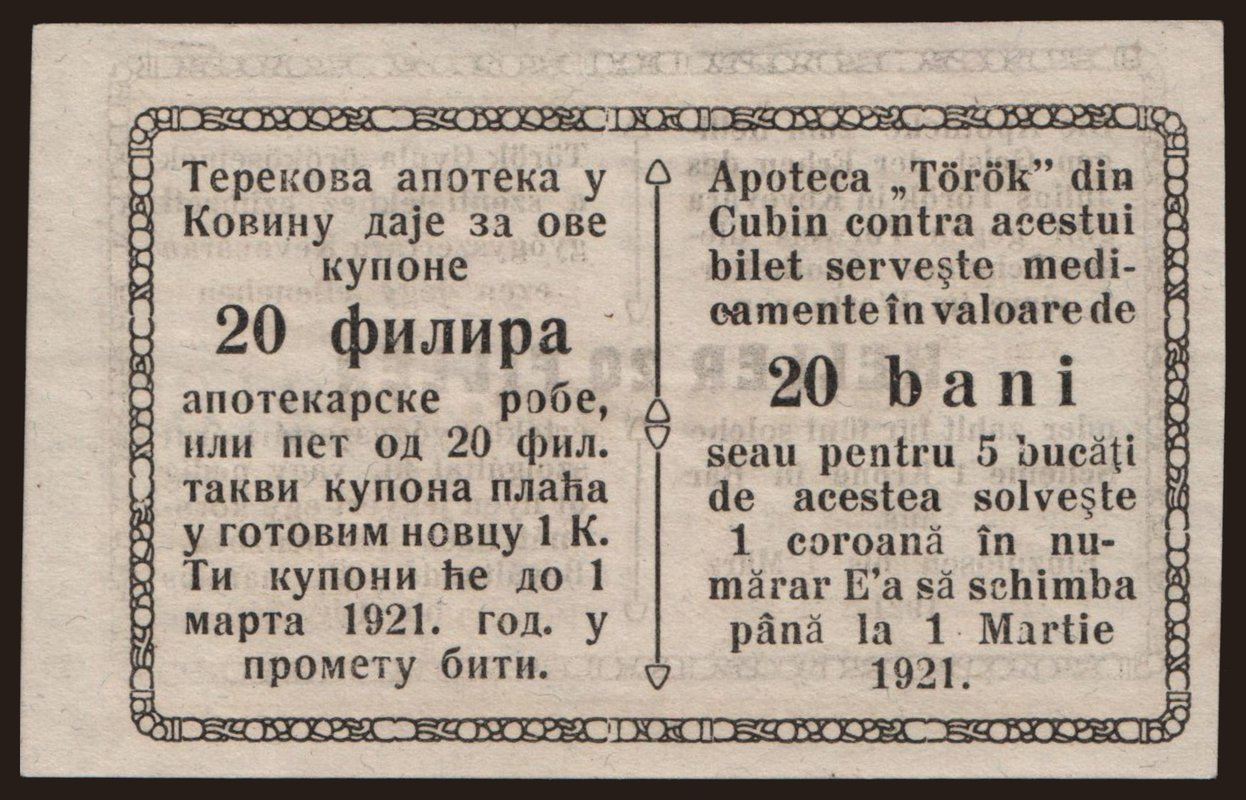 Терекова апотека у
Ковину даје за ове
купоне
20 филира
апотекарске робе,
или пет од 20 фил.
такви купона плаћа
у готовим новцу 1 К.
Ти купони ће до 1
марта 1921. год. у
промету бити.
Apoteca „Török” din
Cubin contra acestui
bilet serveşte medi-
camente în valoare de
20 bani
seau pentru 5 bucăţi
de acestea solveşte
1 coroană în nu-
mărar E'a să schimba
până la 1 Martie
1921.